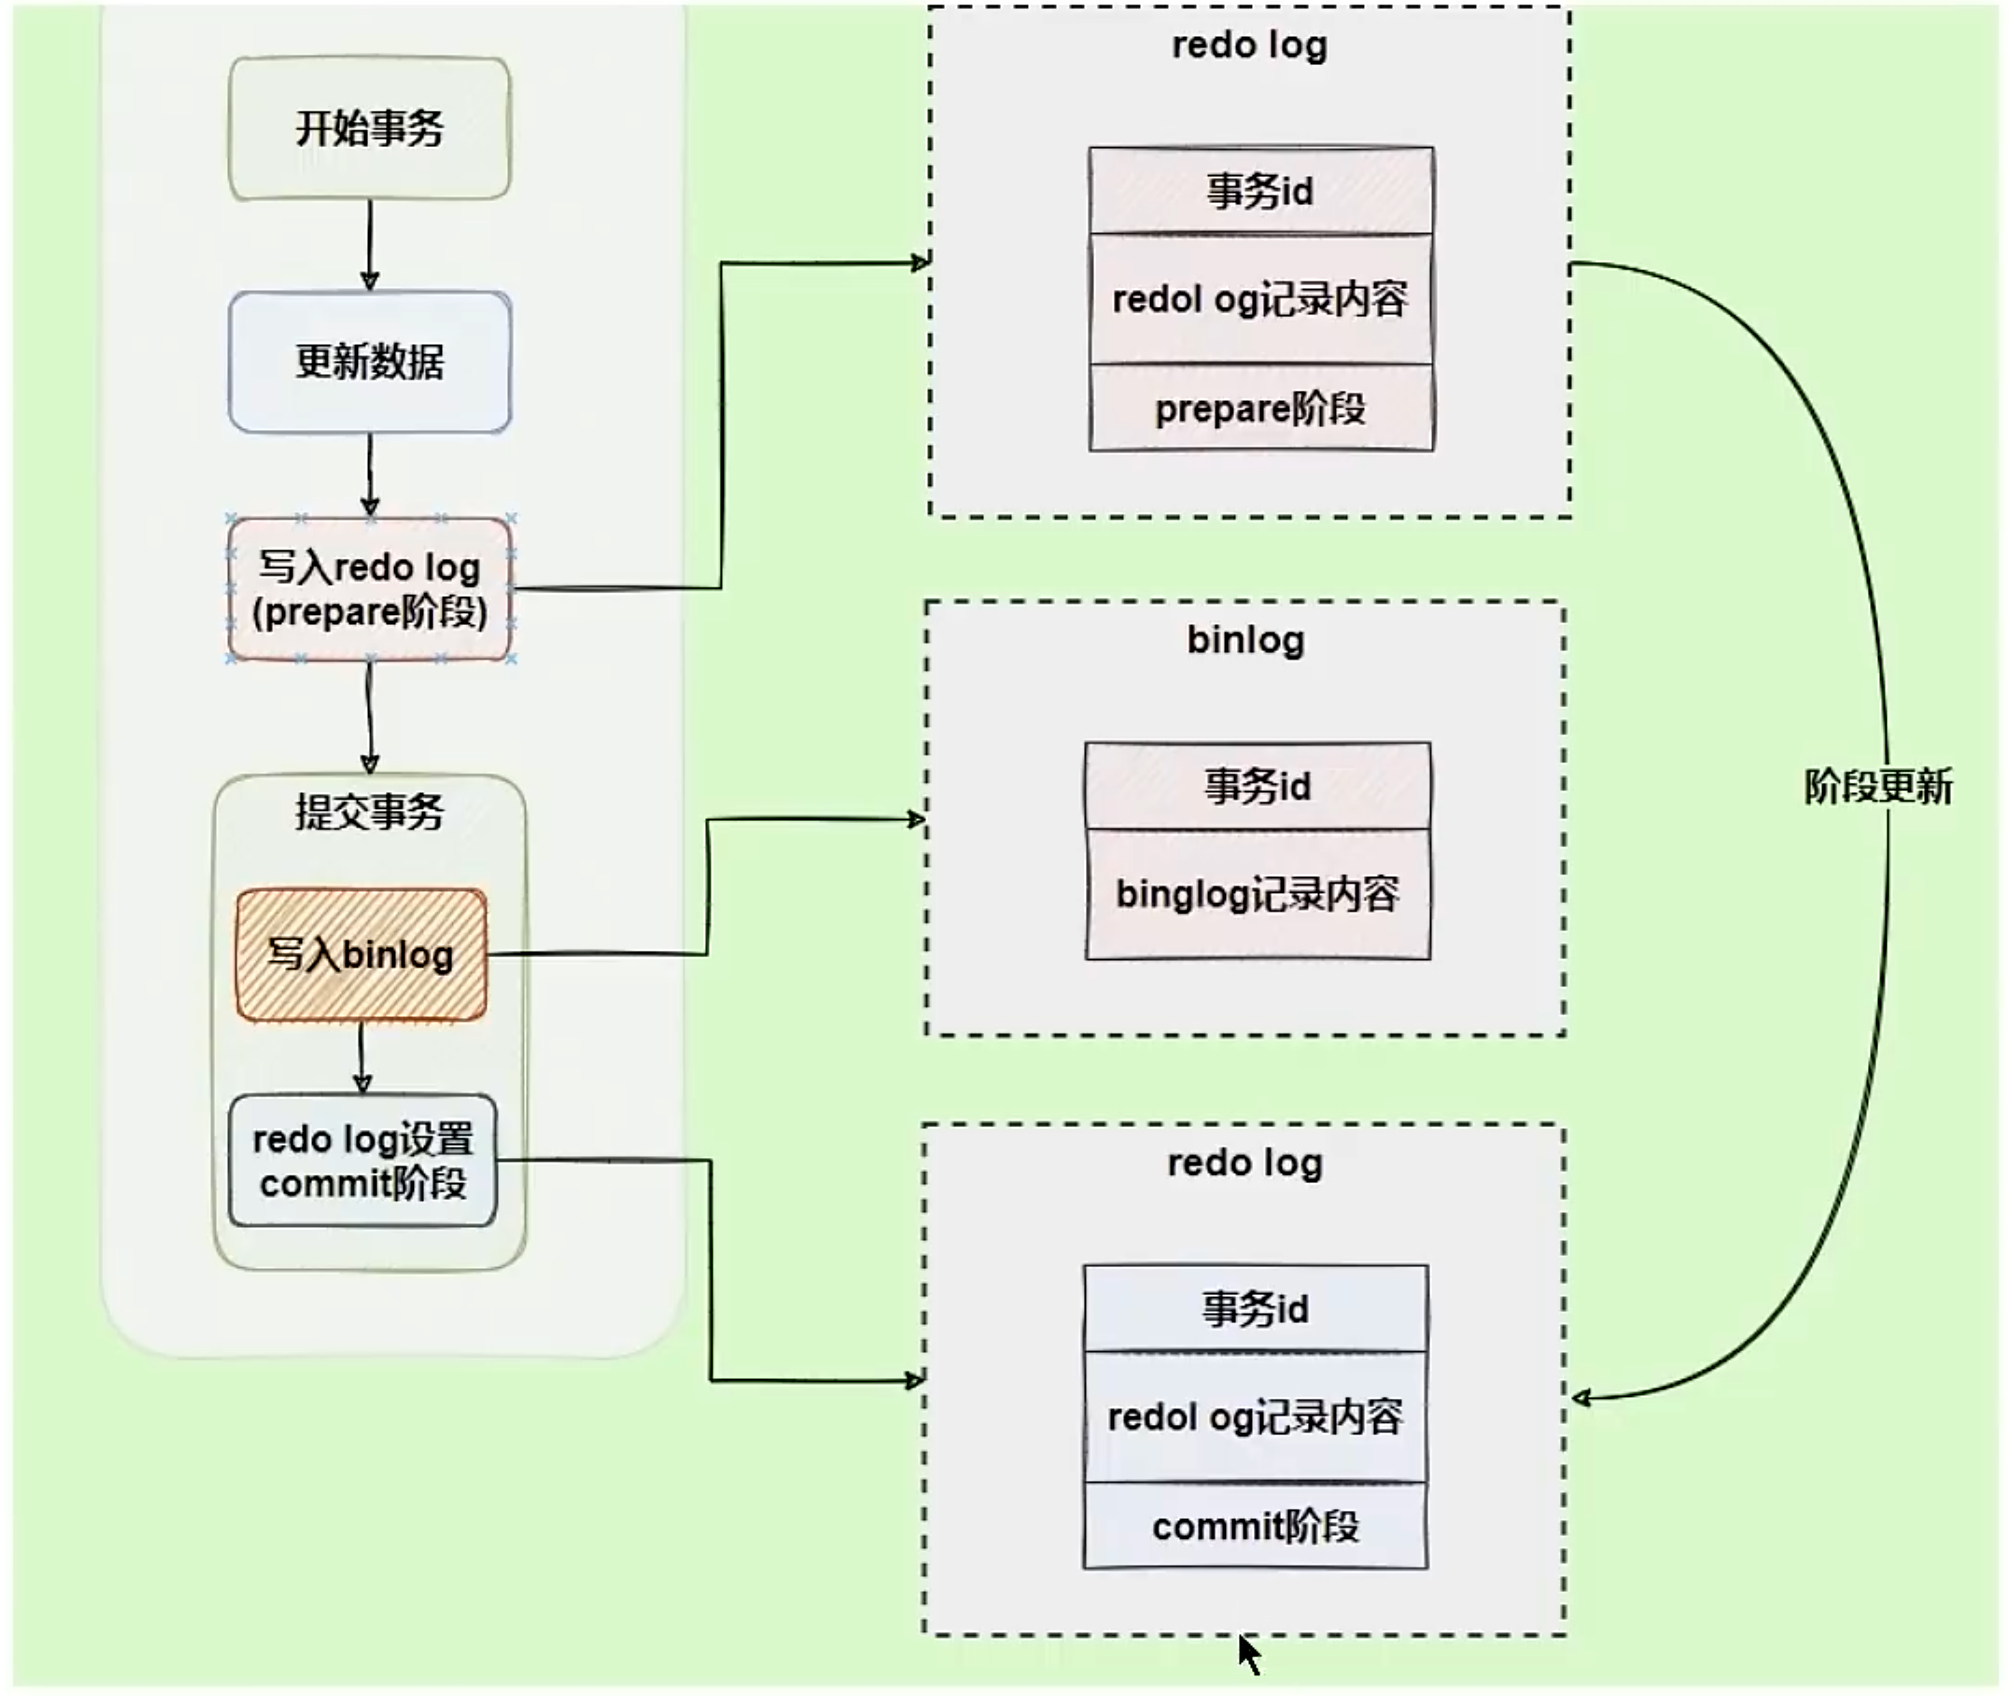 开始事务
更新数据
写入redo log
(prepare阶段)
提交事务
写入binlog
redo log设置
commit阶段
redo log
事务id
redol og记录内容
prepare阶段
binlog
事务id
binglog记录内容
redo log
事务id
redol og记录内容
commit阶段
阶段更新